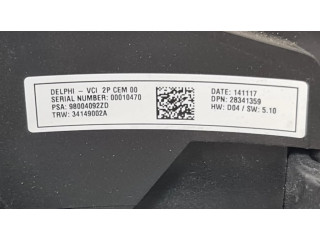 DELPHI - VCI 2P CEM 00
SERIAL NUMBER: 00010470
PSA: 98004092ZD
TRW: 34149002A
DATE: 141117
DPN: 28341359
HW: D04 / SW: 5.10